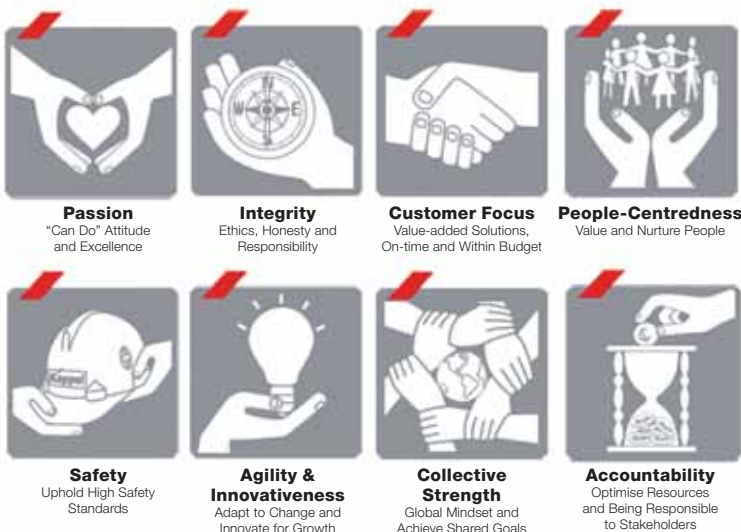 N
W
E
S
Passion
"Can Do" Attitude
and Excellence
Integrity
Ethics, Honesty and
Responsibility
Customer Focus
Value-added Solutions,
On-time and Within Budget
People-Centredness
Value and Nurture People
Keppel
Safety
Uphold High Safety
Standards
Agility &
Innovativeness
Adapt to Change and
Innovate for Growth
Collective
Strength
Global Mindset and
Achieve Shared Goals
Accountability
Optimise Resources
and Being Responsible
to Stakeholders